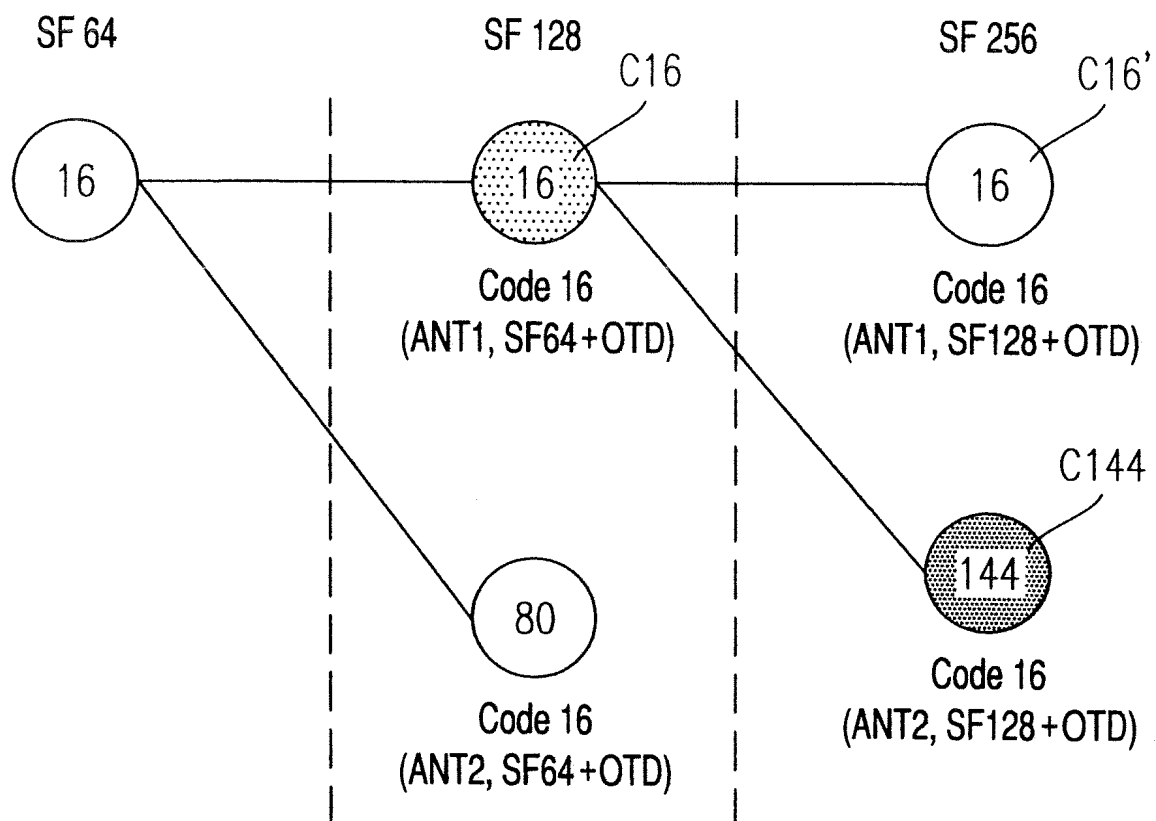 SF 64
SF 128
SF 256
C16
C16'
16
16
16
Code 16
(ANT1, SF64+OTD)
Code 16
(ANT1, SF128+OTD)
C144
144
80
Code 16
(ANT2, SF128+OTD)
Code 16
(ANT2, SF64+OTD)